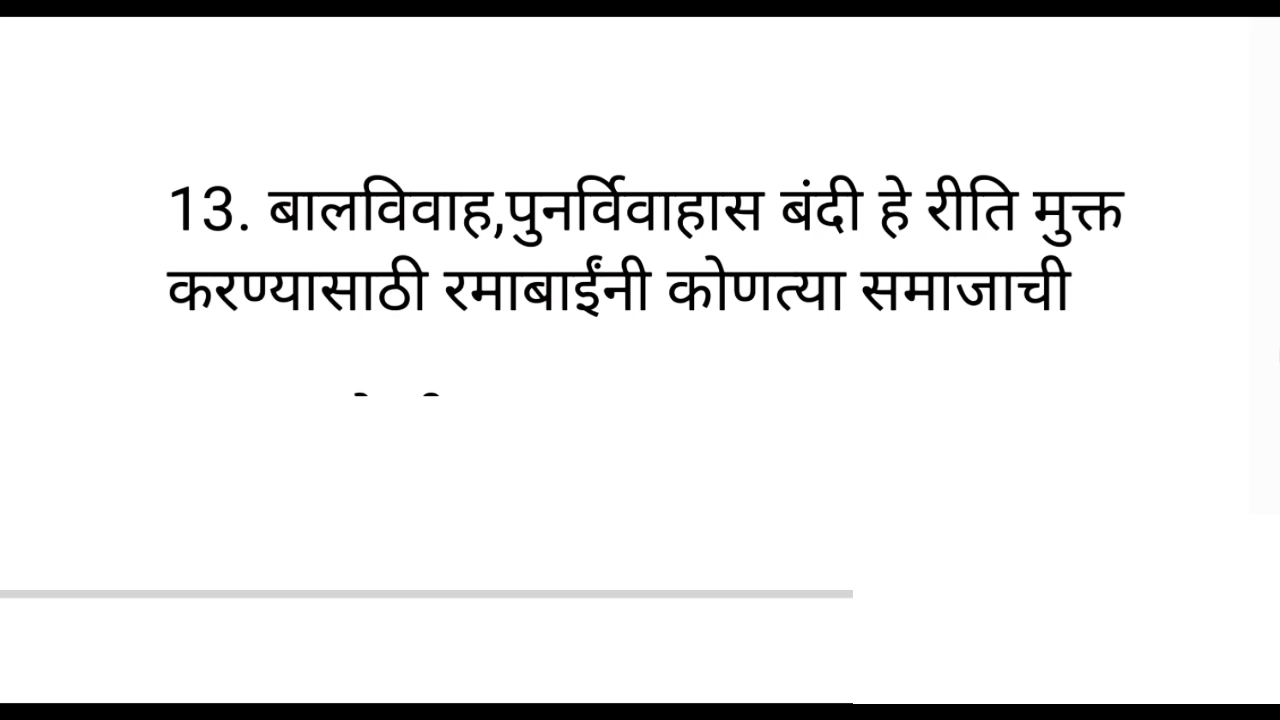 13. बालविवाह,पुनर्विवाहास बंदी हे रीति मुक्त
करण्यासाठी रमाबाईंनी कोणत्या समाजाची